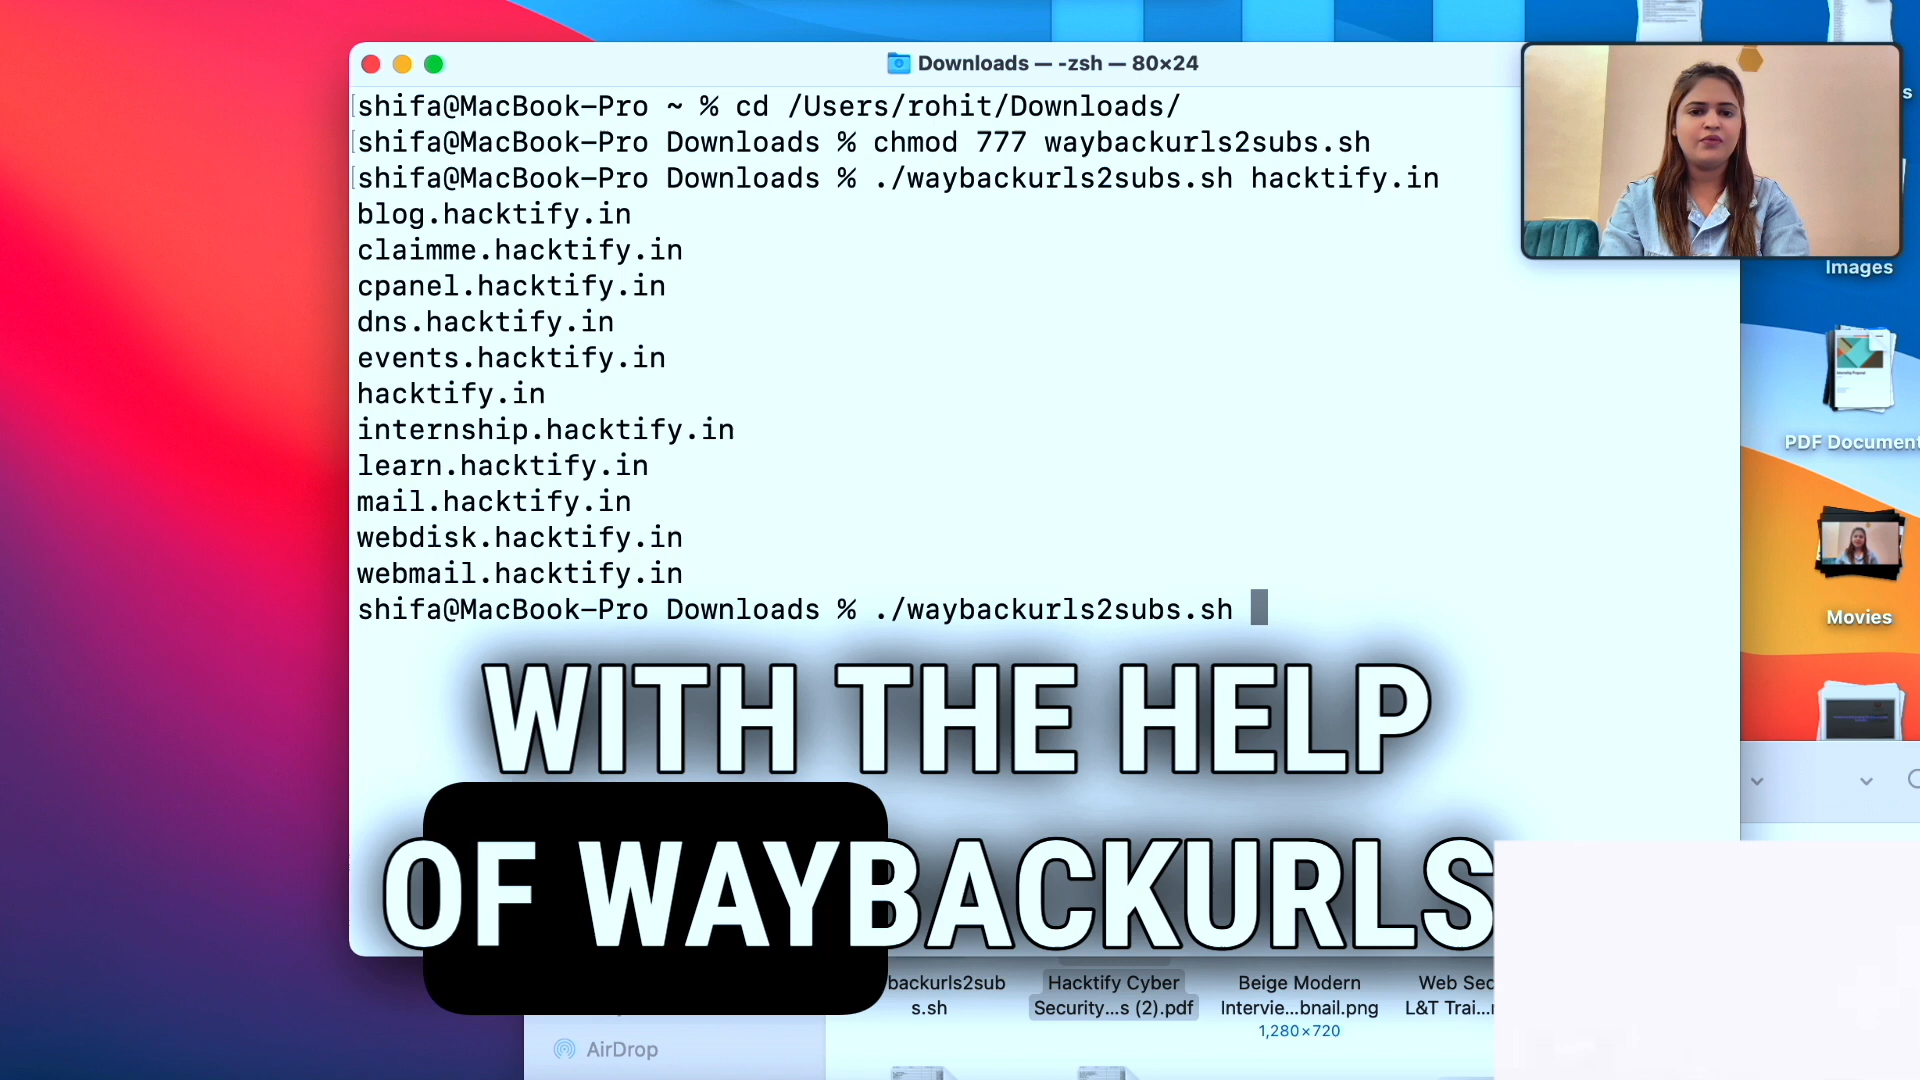 Downloads — -zsh — 80×24
shifa@MacBook-Pro ~ % cd /Users/rohit/Downloads/
shifa@MacBook-Pro Downloads % chmod 777 waybackurls2subs.sh
shifa@MacBook-Pro Downloads % ./waybackurls2subs.sh hacktify.in
blog.hacktify.in
claimme.hacktify.in
cpanel.hacktify.in
dns.hacktify.in
events.hacktify.in
hacktify.in
internship.hacktify.in
learn.hacktify.in
mail.hacktify.in
webdisk.hacktify.in
webmail.hacktify.in
shifa@MacBook-Pro Downloads % ./waybackurls2subs.sh
Images
PDF Document
Movies
WITH THE HELP
OF WAYBACKURLS
backurls2sub
s.sh
Hacktify Cyber
Security...s (2).pdf
Beige Modern
Intervie...bnail.png
1,280×720
Web Sec
L&T Trai...
AirDrop